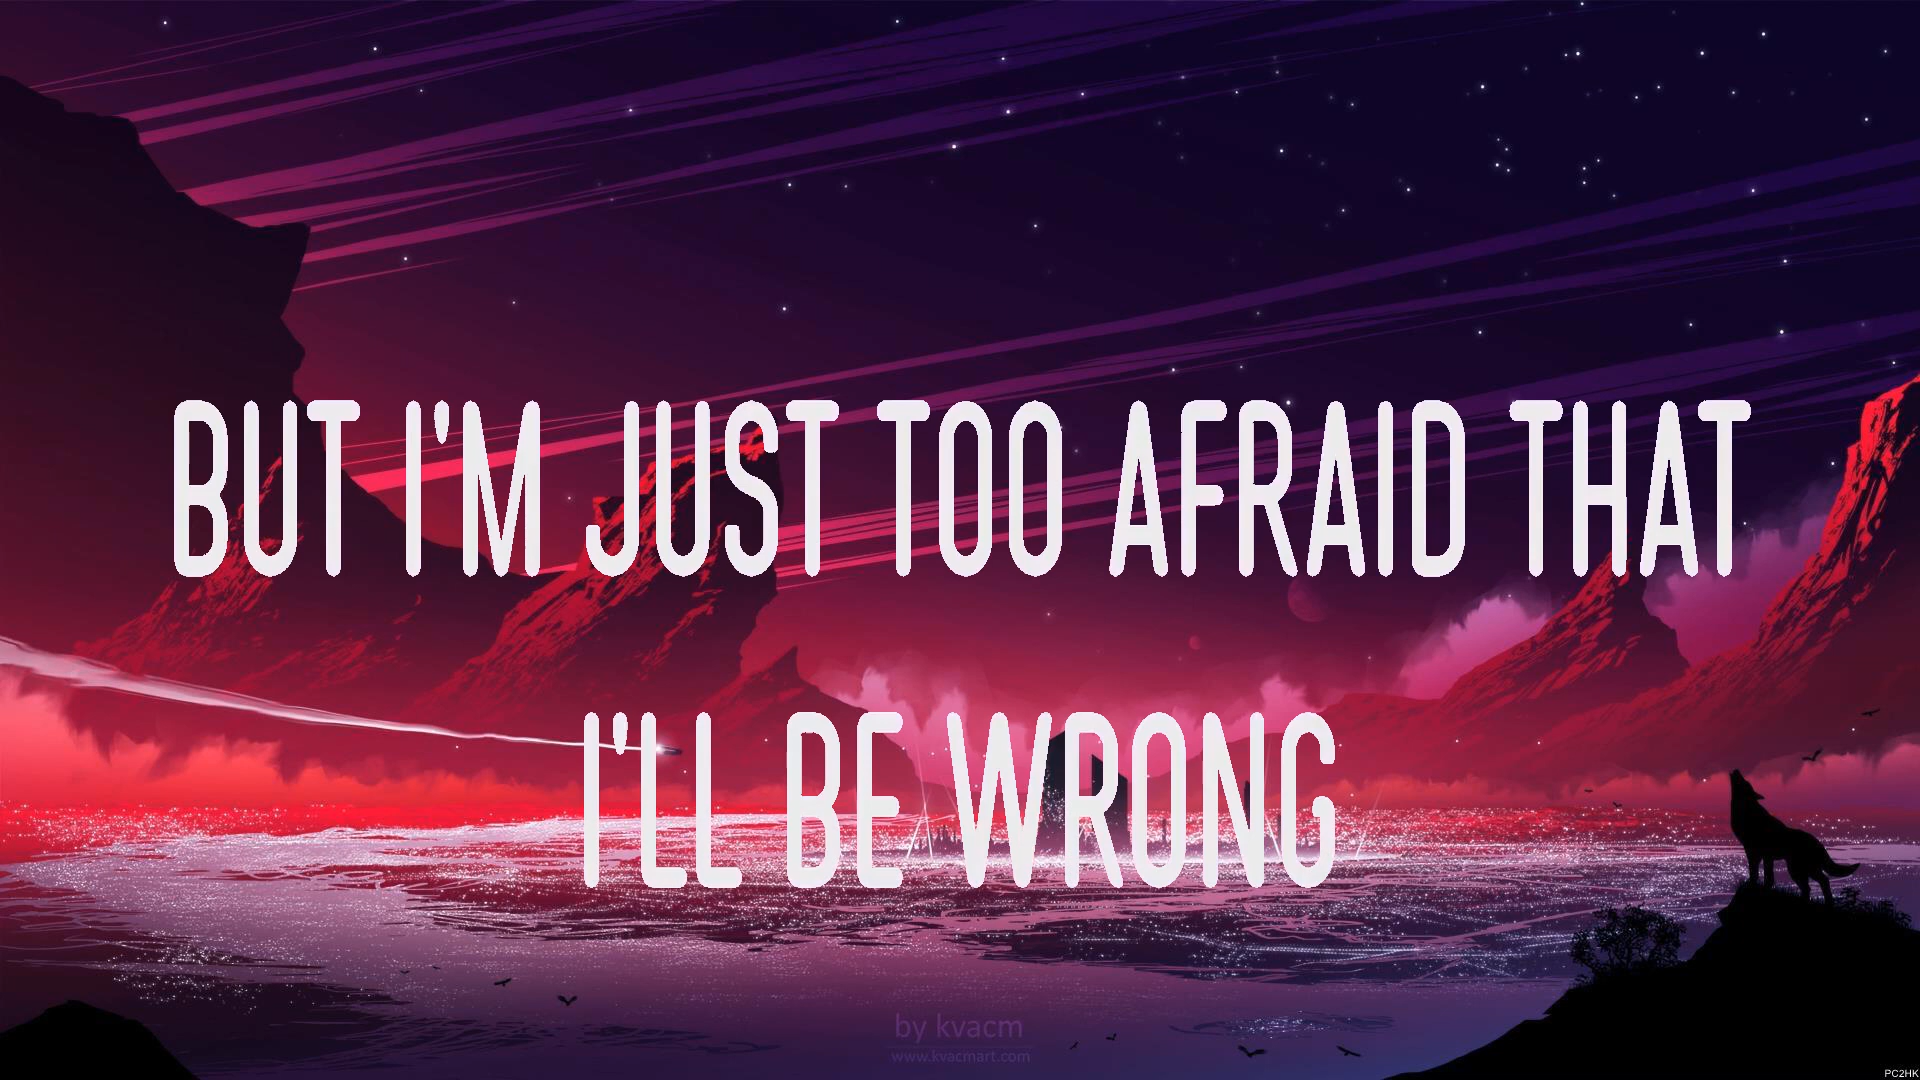 BUT I'M JUST TOO AFRAID THAT
I'LL BE WRONG
by kvacm
www.kvacmart.com
PC2HK